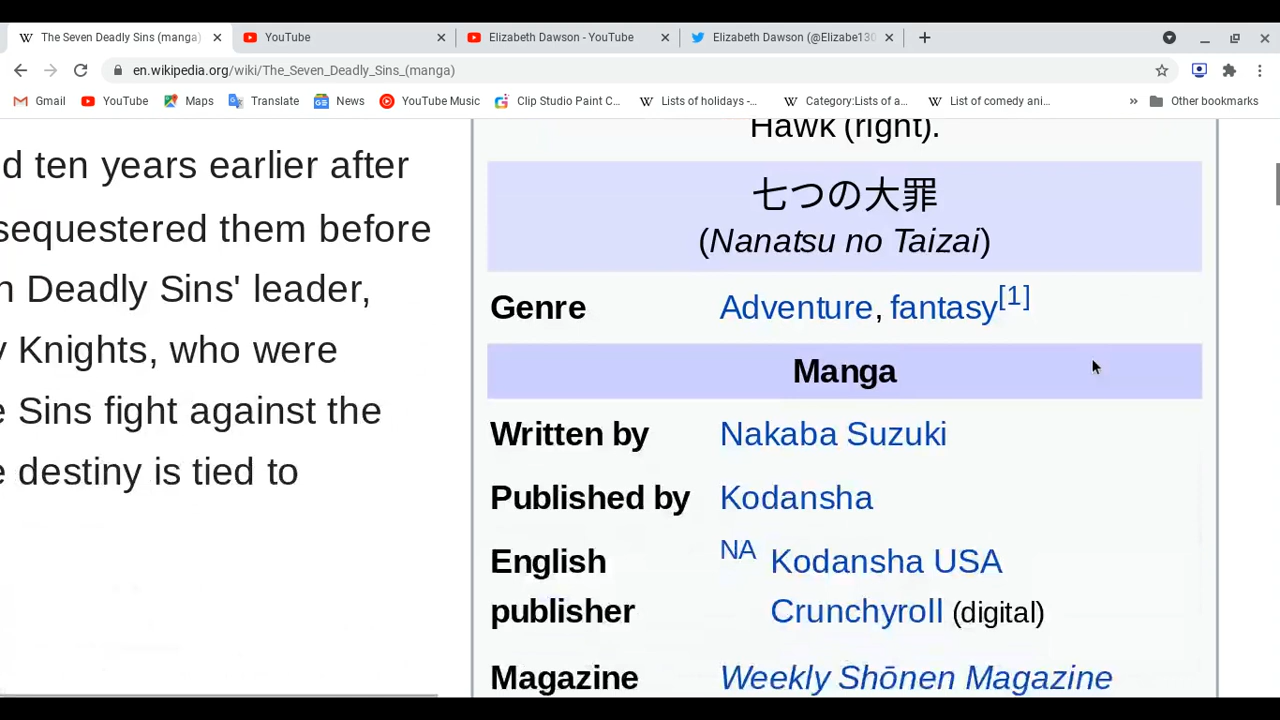 The Seven Deadly Sins (manga)
YouTube
Elizabeth Dawson - YouTube
Elizabeth Dawson (@Elizabe130
en.wikipedia.org/wiki/The_Seven_Deadly_Sins_(manga)
Gmail
YouTube
Maps
Translate
News
YouTube Music
Clip Studio Paint C...
Lists of holidays -...
Category:Lists of a...
List of comedy ani...
»
Other bookmarks
d ten years earlier after
sequestered them before
n Deadly Sins' leader,
y Knights, who were
e Sins fight against the
e destiny is tied to
Hawk (right).
七つの大罪
(Nanatsu no Taizai)
Genre Adventure, fantasy[1]
Manga
Written by Nakaba Suzuki
Published by Kodansha
English publisher NA Kodansha USA
Crunchyroll (digital)
Magazine Weekly Shōnen Magazine